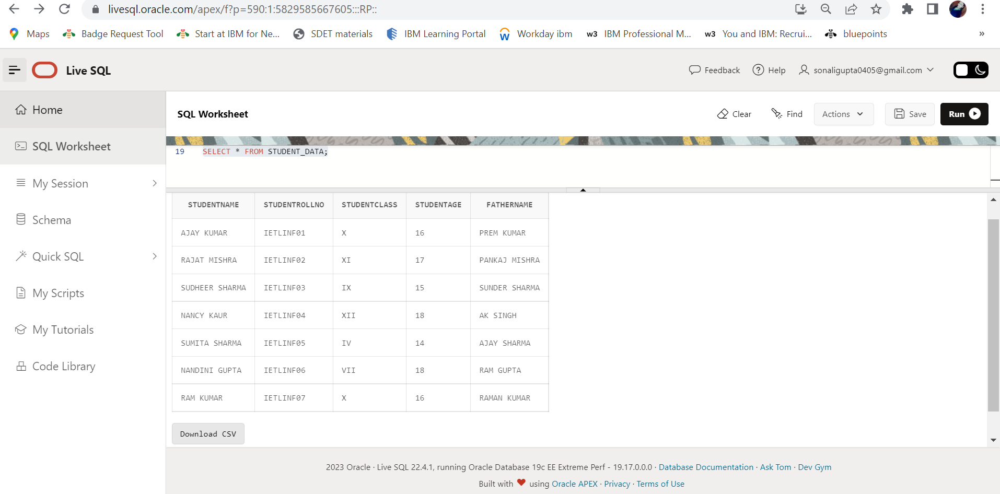 livesql.oracle.com/apex/f?p=590:1:5829585667605:::RP::
Maps Badge Request Tool Start at IBM for Ne... SDET materials IBM Learning Portal Workday ibm w3 IBM Professional M... w3 You and IBM: Recrui... bluepoints »
Live SQL Feedback Help sonaligupta0405@gmail.com
Home
SQL Worksheet
My Session
Schema
Quick SQL
My Scripts
My Tutorials
Code Library
SQL Worksheet Clear Find Actions Save Run
19 SELECT * FROM STUDENT_DATA;
STUDENTNAME STUDENTROLLNO STUDENTCLASS STUDENTAGE FATHERNAME
AJAY KUMAR IETLINF01 X 16 PREM KUMAR
RAJAT MISHRA IETLINF02 XI 17 PANKAJ MISHRA
SUDHEER SHARMA IETLINF03 IX 15 SUNDER SHARMA
NANCY KAUR IETLINF04 XII 18 AK SINGH
SUMITA SHARMA IETLINF05 IV 14 AJAY SHARMA
NANDINI GUPTA IETLINF06 VII 18 RAM GUPTA
RAM KUMAR IETLINF07 X 16 RAMAN KUMAR
Download CSV
2023 Oracle · Live SQL 22.4.1, running Oracle Database 19c EE Extreme Perf - 19.17.0.0.0 · Database Documentation · Ask Tom · Dev Gym
Built with ❤ using Oracle APEX · Privacy · Terms of Use